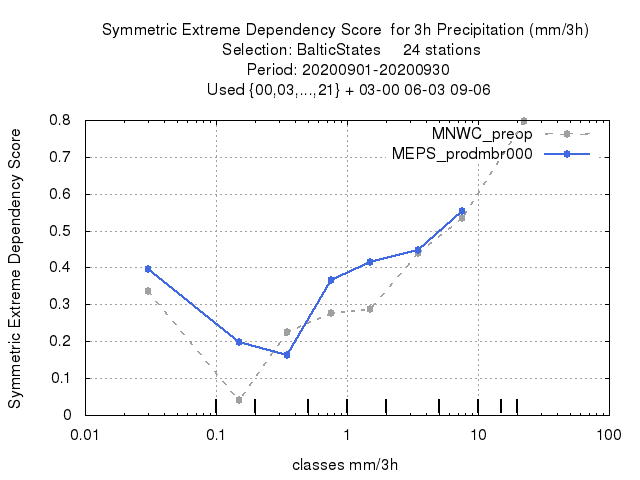 Symmetric Extreme Dependency Score  for 3h Precipitation (mm/3h)
Selection: BalticStates     24 stations
Period: 20200901-20200930
Used {00,03,...,21} + 03-00 06-03 09-06
MNWC_preop
MEPS_prodmbr000
Symmetric Extreme Dependency Score
0.8
0.7
0.6
0.5
0.4
0.3
0.2
0.1
0
0.01 0.1 1 10 100
classes mm/3h